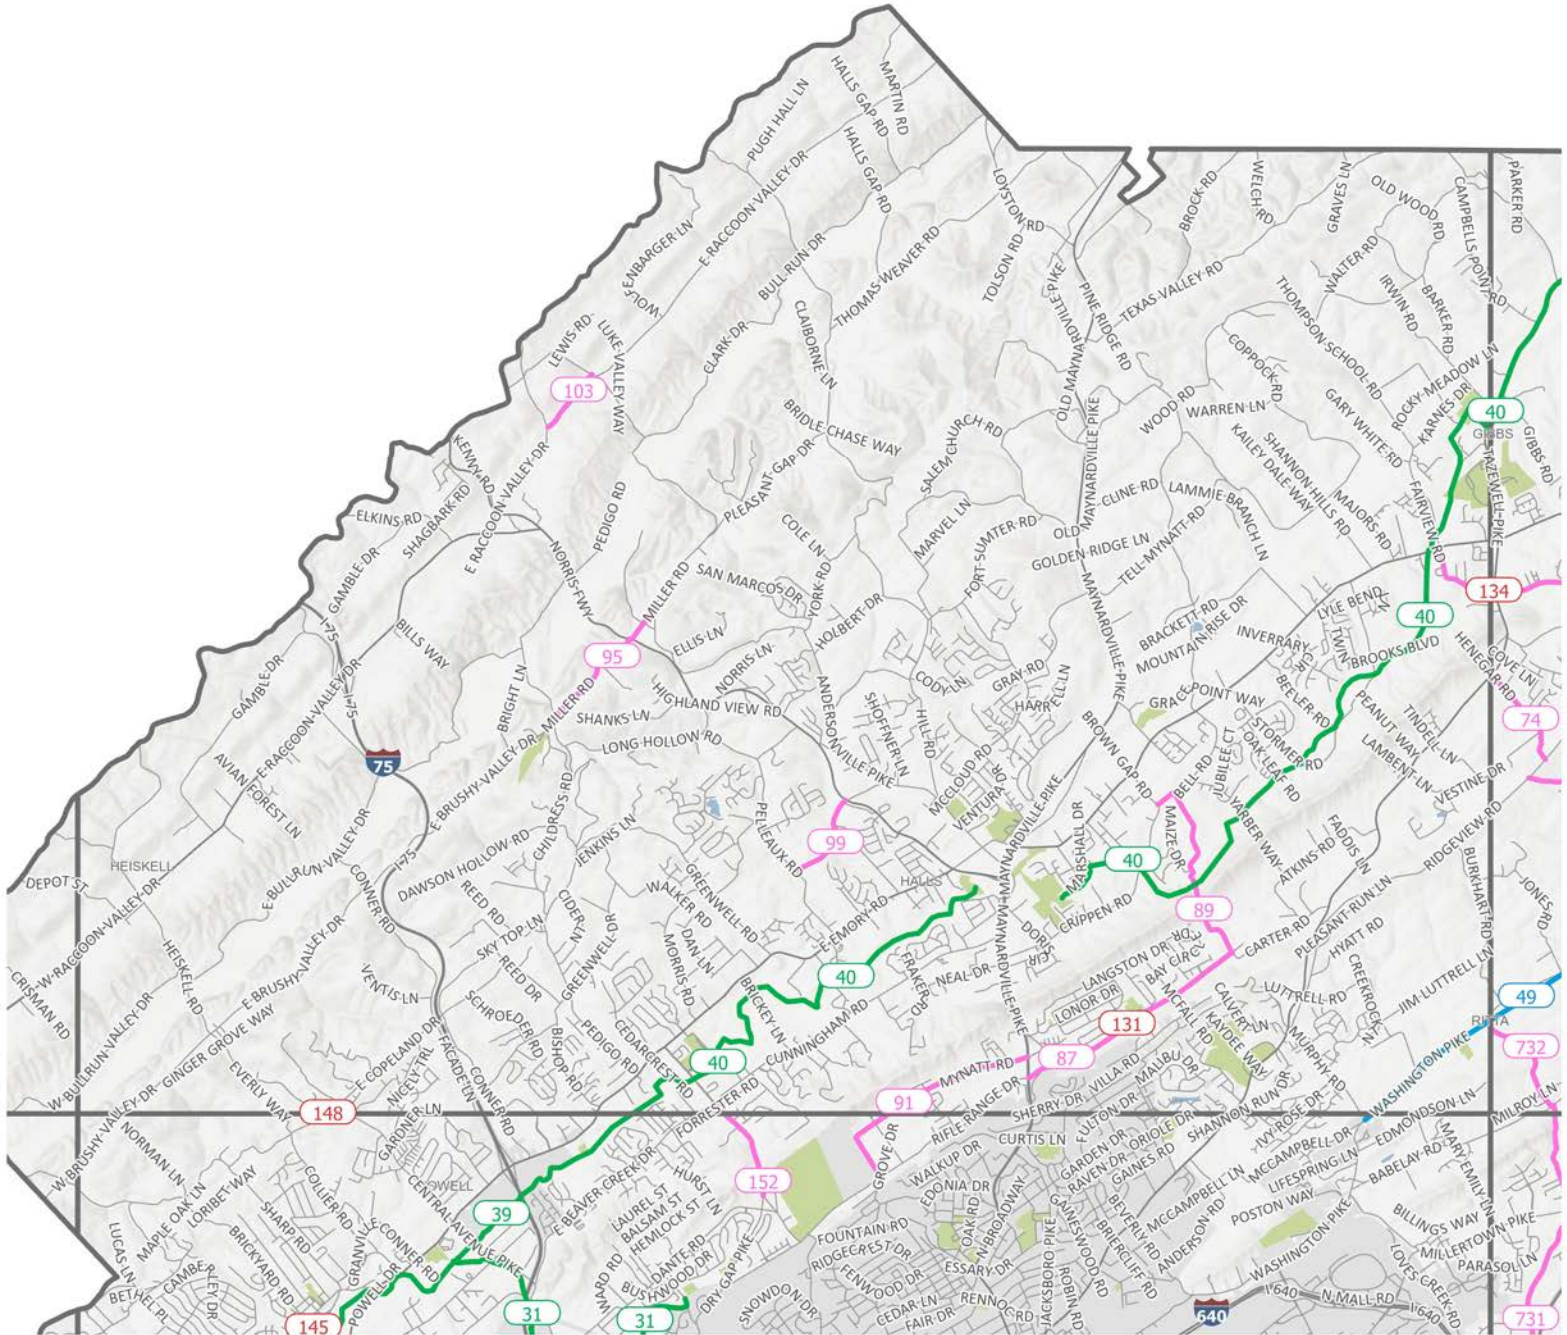 MARTIN RD
HALLS GAP RD
PUGH HALL LN
HALLS GAP RD
E RACCOON VALLEY DR
LOYSTON RD
BROCK RD
WELCH RD
GRAVES LN
OLD WOOD RD
CAMPBELLS POINT RD
PARKER RD
WOLFENBARGER LN
BULL RUN DR
THOMAS WEAVER RD
TOLSON RD
OLD MAYNARDVILLE PIKE
PINE RIDGE RD
TEXAS VALLEY RD
WALTER RD
IRWIN RD
BARKER RD
THOMPSON SCHOOL RD
LEWIS RD
LUKE VALLEY WAY
CLARK DR
CLAIBORNE LN
COPPOCK RD
ROCKY MEADOW LN
KARNES DR
103
40
WOOD RD
WARREN LN
GARY WHITE RD
GIBBS
GIBBS RD
BRIDLE CHASE WAY
SALEM CHURCH RD
OLD MAYNARDVILLE PIKE
KAILEY DALE WAY
SHANNON HILLS RD
MAJORS RD
TAZEWELL PIKE
KENNY RD
E RACCOON VALLEY DR
PLEASANT GAP DR
PEDIGO RD
SHAGBARK RD
ELKINS RD
COLE LN
MARVEL LN
CLINE RD
LAMMIE BRANCH LN
FAIRVIEW RD
FORT SUMTER RD
GOLDEN RIDGE LN
TELL MYNATT RD
GAMBLE DR
NORRIS FWY
MILLER RD
SAN MARCOS DR
YORK RD
HOLBERT DR
MAYNARDVILLE PIKE
134
40
I-75
BILLS WAY
95
ELLIS LN
NORRIS LN
BRACKETT RD
MOUNTAIN RISE DR
INVERRARY CIR
LYLE BEND LN
TWIN
BROOKS BLVD
HENEGAR RD
COVE LN
GAMBLE DR
E RACCOON VALLEY DR
I-75
BRIGHT LN
MILLER RD
HIGHLAND VIEW RD
ANDERSONVILLE PIKE
SHOFFNER LN
HILL RD
CODY LN
GRAY RD
HARRELL LN
GRACE POINT WAY
BEELER RD
PEANUT WAY
TINDELL LN
74
SHANKS LN
LONG HOLLOW RD
BROWN GAP RD
STORMER RD
OAK LEAF RD
LAMBENT LN
VESTINE DR
75
AVIAN FOREST LN
E BRUSHY VALLEY DR
CHILDRESS RD
JENKINS LN
PELLEAUX RD
MCCLOUD RD
VENTURA DR
MAYNARDVILLE PIKE
BELL RD
JUBILEE CT
YARBER WAY
99
E BULLRUN VALLEY DR
I-75
DAWSON HOLLOW RD
MARSHALL DR
MAIZE DR
40
ATKINS RD
FADDIS LN
RIDGEVIEW RD
BURKHART RD
HEISKELL
DEPOT ST
CONNER RD
REED RD
WALKER RD
GREENWELL RD
HALLS
CRIPPEN RD
89
JONES RD
W RACCOON VALLEY DR
SKY TOP LN
CIDER LN
GREENWELL DR
DAN LN
MORRIS RD
E EMORY RD
MAYNARDVILLE PIKE
DORIS CIR
CARTER RD
PLEASANT RUN LN
HYATT RD
CRISMAN RD
HEISKELL RD
E BRUSHY VALLEY DR
VENTIS LN
REED DR
BRICKEY LN
40
FRAKER RD
NEAL DR
LANGSTON DR
BAY CIRCV DR
LONOR DR
LUTTRELL RD
CREEKROCK LN
JIM LUTTRELL LN
49
W BULLRUN VALLEY DR
GINGER GROVE WAY
SCHROEDER RD
BISHOP RD
PEDIGO RD
CEDARCREST RD
40
CUNNINGHAM RD
131
MCCALL RD
CALVERT LN
KAYDEE WAY
RITTA
WASHINGTON PIKE
E COPELAND DR
FACADET LN
CONNER RD
NICELY RL
EVERLY WAY
FORRESTER RD
MYNATT RD
87
VILLA RD
MALIBU DR
MURPHY RD
732
148
GARDNER LN
91
RIFLE RANGE DR
SHERRY DR
FULTON DR
SHANNON RUN DR
IVY ROSE DR
EDMONDSON LN
MILROY LN
W BRUSHY VALLEY DR
NORMAN LN
CURTIS LN
ORIOLE DR
MCCAMPBELL DR
MARY EMILY LN
MAPLE OAK LN
LORIBET WAY
COLLIER RD
E BEAVER CREEK DR
HURST LN
152
GROVE DR
WALKUP DR
GARDEN DR
RAVEN DR
GAINES RD
LIFESPRING LN
BABELAY RD
39
LAUREL ST
BALSAM ST
HEMLOCK ST
EDONIA DR
MCCAMPBELL LN
POSTON WAY
LUCAS LN
SHARP RD
BRICKYARD RD
GRANVILLE
CONNER RD
CENTRAL AVENUE PIKE
DANTE RD
BUSHWOOD DR
DRY GAP PIKE
WARD RD
FOUNTAIN RD
RIDGECREST DR
OAK RD
N BROADWAY
JACKSBORO PIKE
GAINESWOOD RD
BEVERLY RD
BRIERCLIFF RD
ANDERSON RD
WASHINGTON PIKE
BILLINGS WAY
MILLERTOWN PIKE
PARASOL LN
LOVES CREEK RD
BETHEL PL
POWELL DR
FENWOOD DR
ESSARY DR
SNOWDON DR
CEDAR LN
FAIR DR
RENNOC RD
ROBIN RD
I 640
N MALL RD
I 640
640
145
31
31
731